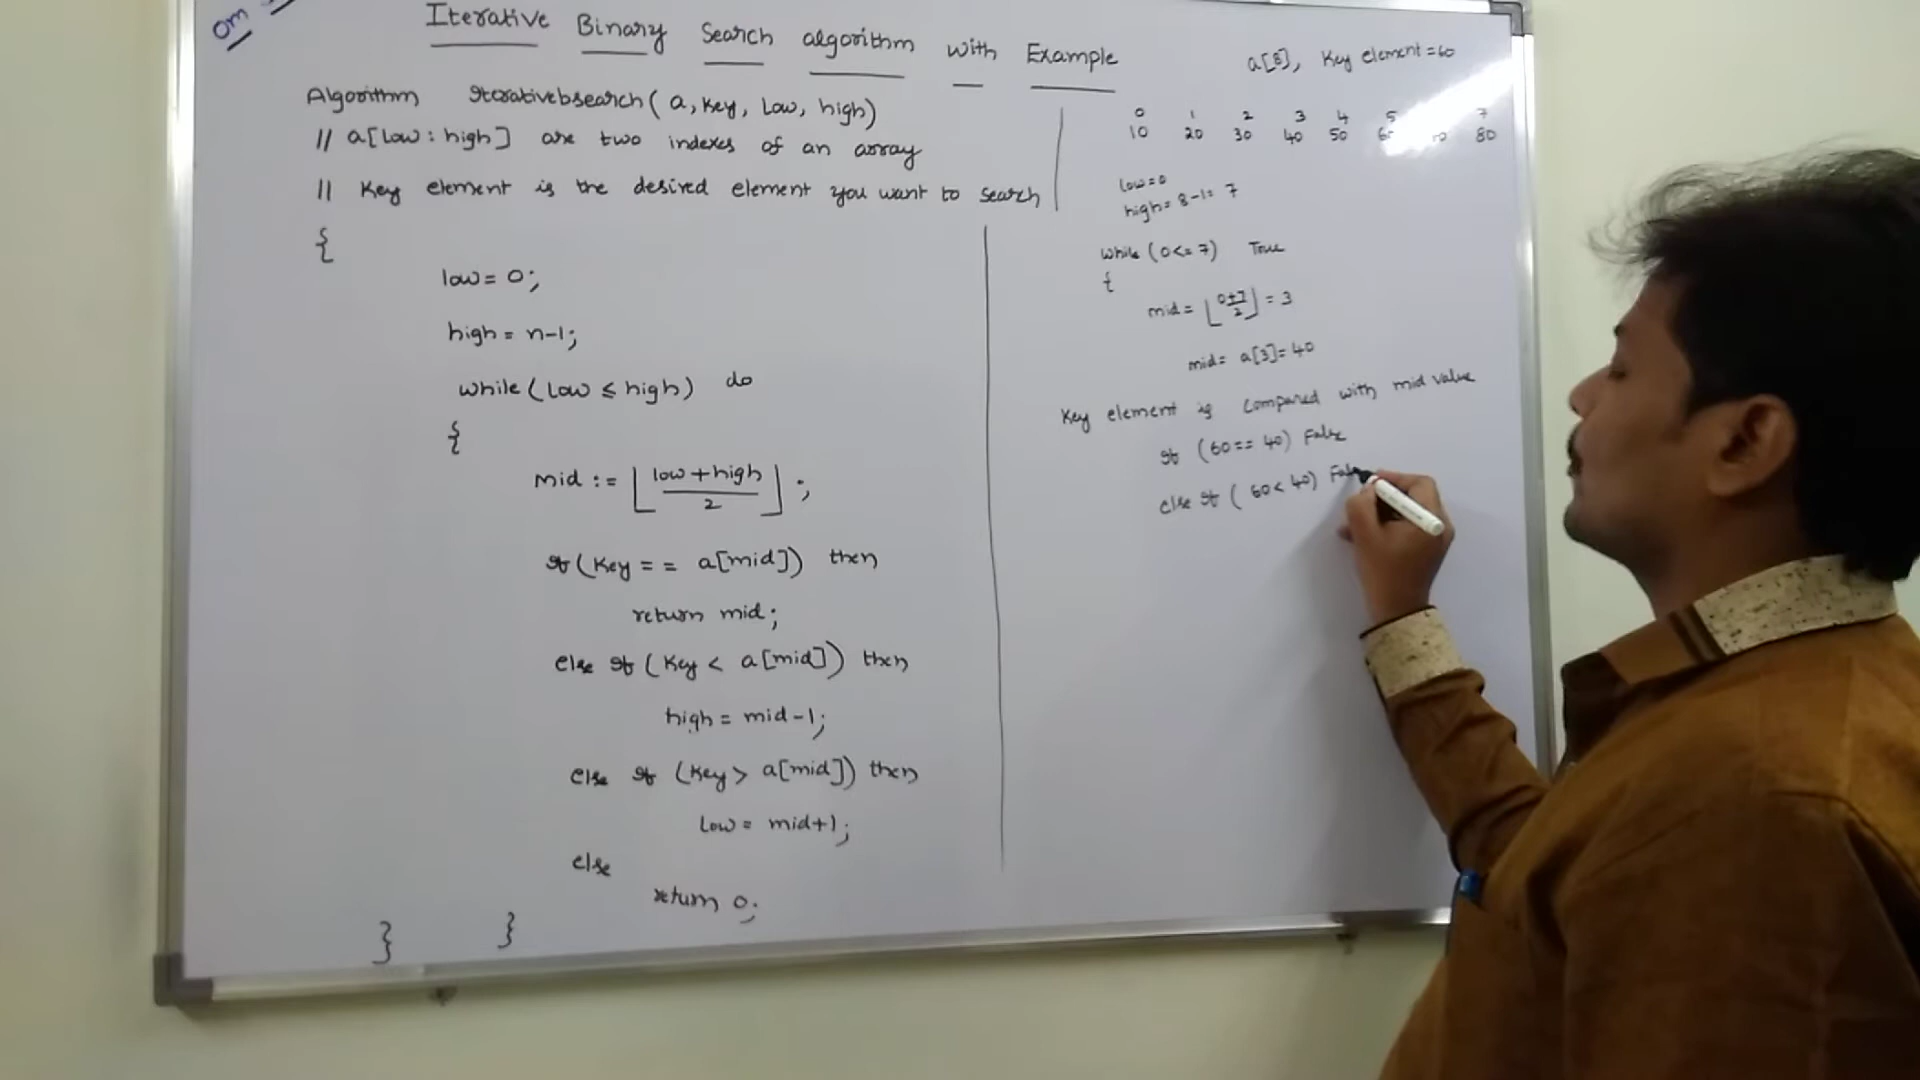 om
Iterative Binary Search algorithm with Example
Algorithm Iterativebsearch(a, key, low, high)
// a[low : high] are two indexes of an array
// Key element is the desired element you want to search
{
low = 0;
high = n-1;
while(low ≤ high) do
{
mid := ⌊low+high/2⌋;
If (key == a[mid]) then
return mid;
else If (key < a[mid]) then
high = mid-1;
else If (key > a[mid]) then
low = mid+1;
else
return 0;
}
}
a[8], Key element = 60
0 1 2 3 4 5 7
10 20 30 40 50 80
low=0
high= 8-1= 7
while (0<=7) True
{
mid = ⌊0+7/2⌋ = 3
mid= a[3]= 40
Key element is compared with mid value
If (60== 40) False
else If ( 60< 40)